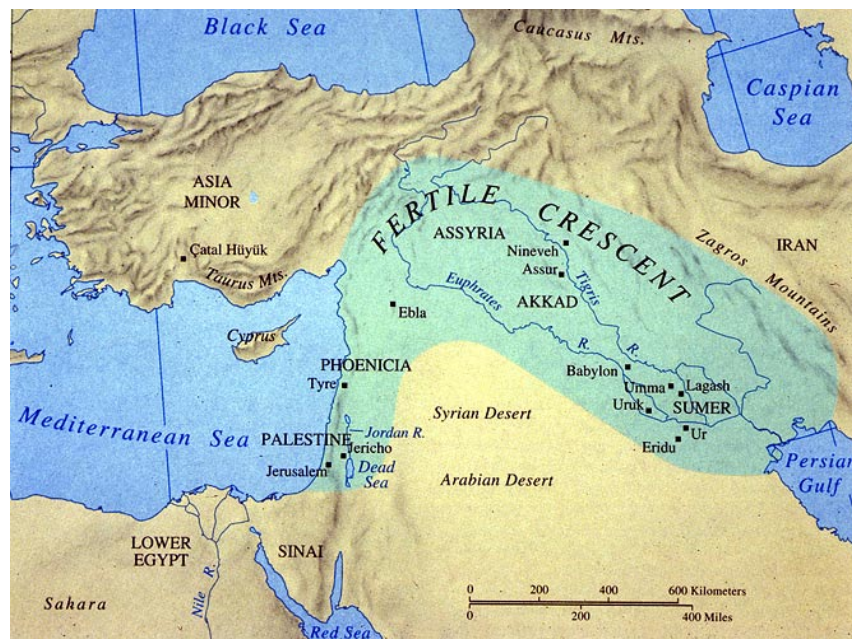 Black Sea
Caucasus Mts.
Caspian
Sea
ASIA
MINOR
FERTILE CRESCENT
ASSYRIA
Zagros Mountains
IRAN
Çatal Hüyük
Taurus Mts.
Nineveh
Assur
Tigris R.
AKKAD
Euphrates R.
Ebla
Cyprus
PHOENICIA
Tyre
Babylon
Umma
Lagash
Uruk
SUMER
Ur
Eridu
Syrian Desert
Mediterranean Sea
PALESTINE
Jordan R.
Jericho
Jerusalem
Dead
Sea
Arabian Desert
Persian
Gulf
LOWER
EGYPT
SINAI
Nile R.
Sahara
Red Sea
0 200 400 600 Kilometers
0 200 400 Miles